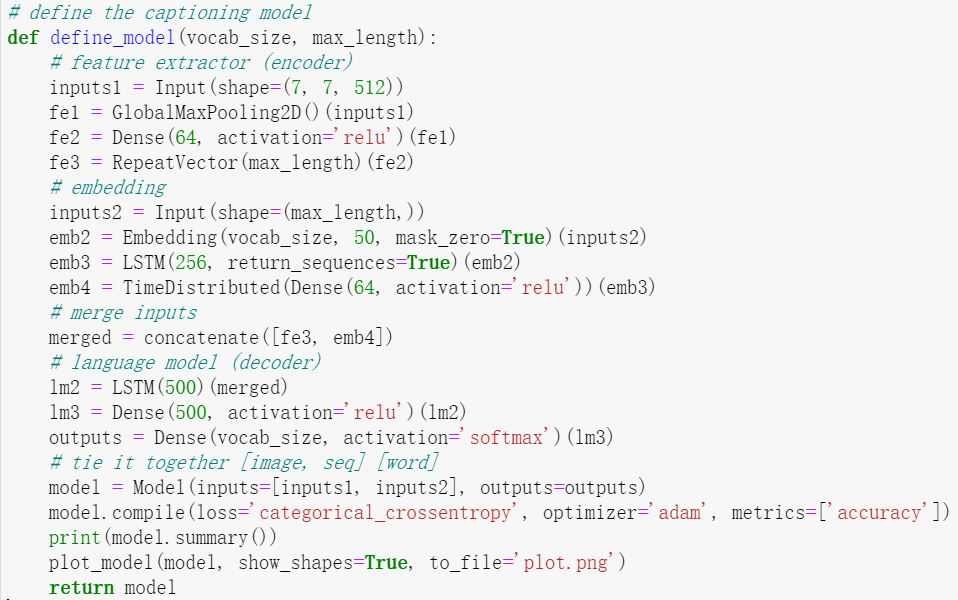 # define the captioning model
def define_model(vocab_size, max_length):
    # feature extractor (encoder)
    inputs1 = Input(shape=(7, 7, 512))
    fe1 = GlobalMaxPooling2D()(inputs1)
    fe2 = Dense(64, activation='relu')(fe1)
    fe3 = RepeatVector(max_length)(fe2)
    # embedding
    inputs2 = Input(shape=(max_length,))
    emb2 = Embedding(vocab_size, 50, mask_zero=True)(inputs2)
    emb3 = LSTM(256, return_sequences=True)(emb2)
    emb4 = TimeDistributed(Dense(64, activation='relu'))(emb3)
    # merge inputs
    merged = concatenate([fe3, emb4])
    # language model (decoder)
    lm2 = LSTM(500)(merged)
    lm3 = Dense(500, activation='relu')(lm2)
    outputs = Dense(vocab_size, activation='softmax')(lm3)
    # tie it together [image, seq] [word]
    model = Model(inputs=[inputs1, inputs2], outputs=outputs)
    model.compile(loss='categorical_crossentropy', optimizer='adam', metrics=['accuracy'])
    print(model.summary())
    plot_model(model, show_shapes=True, to_file='plot.png')
    return model